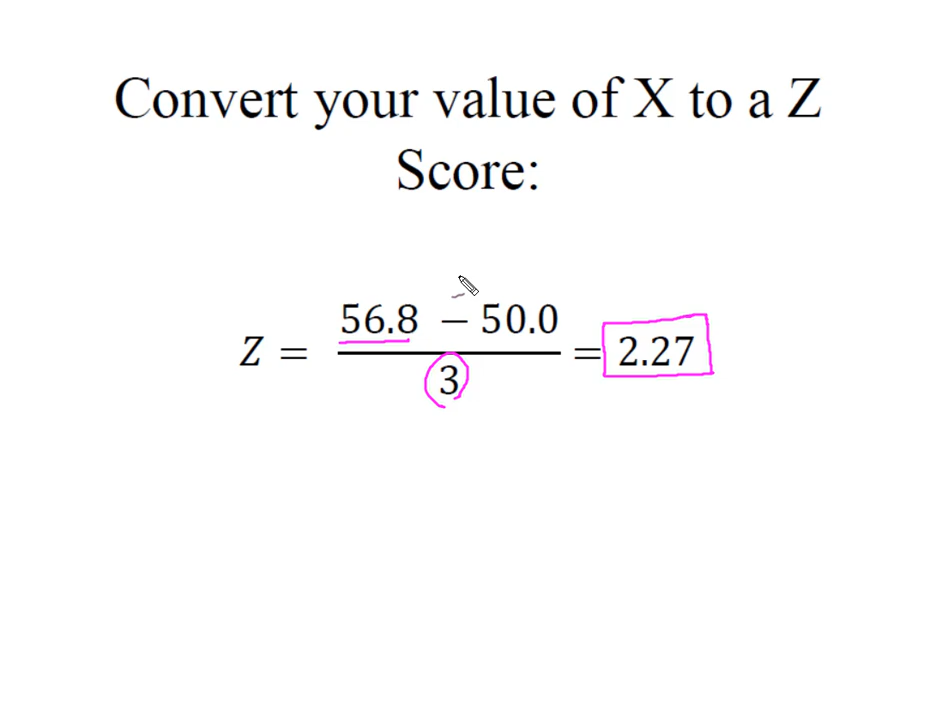 Convert your value of X to a Z
Score:
Z = 56.8 − 50.0 / 3 = 2.27